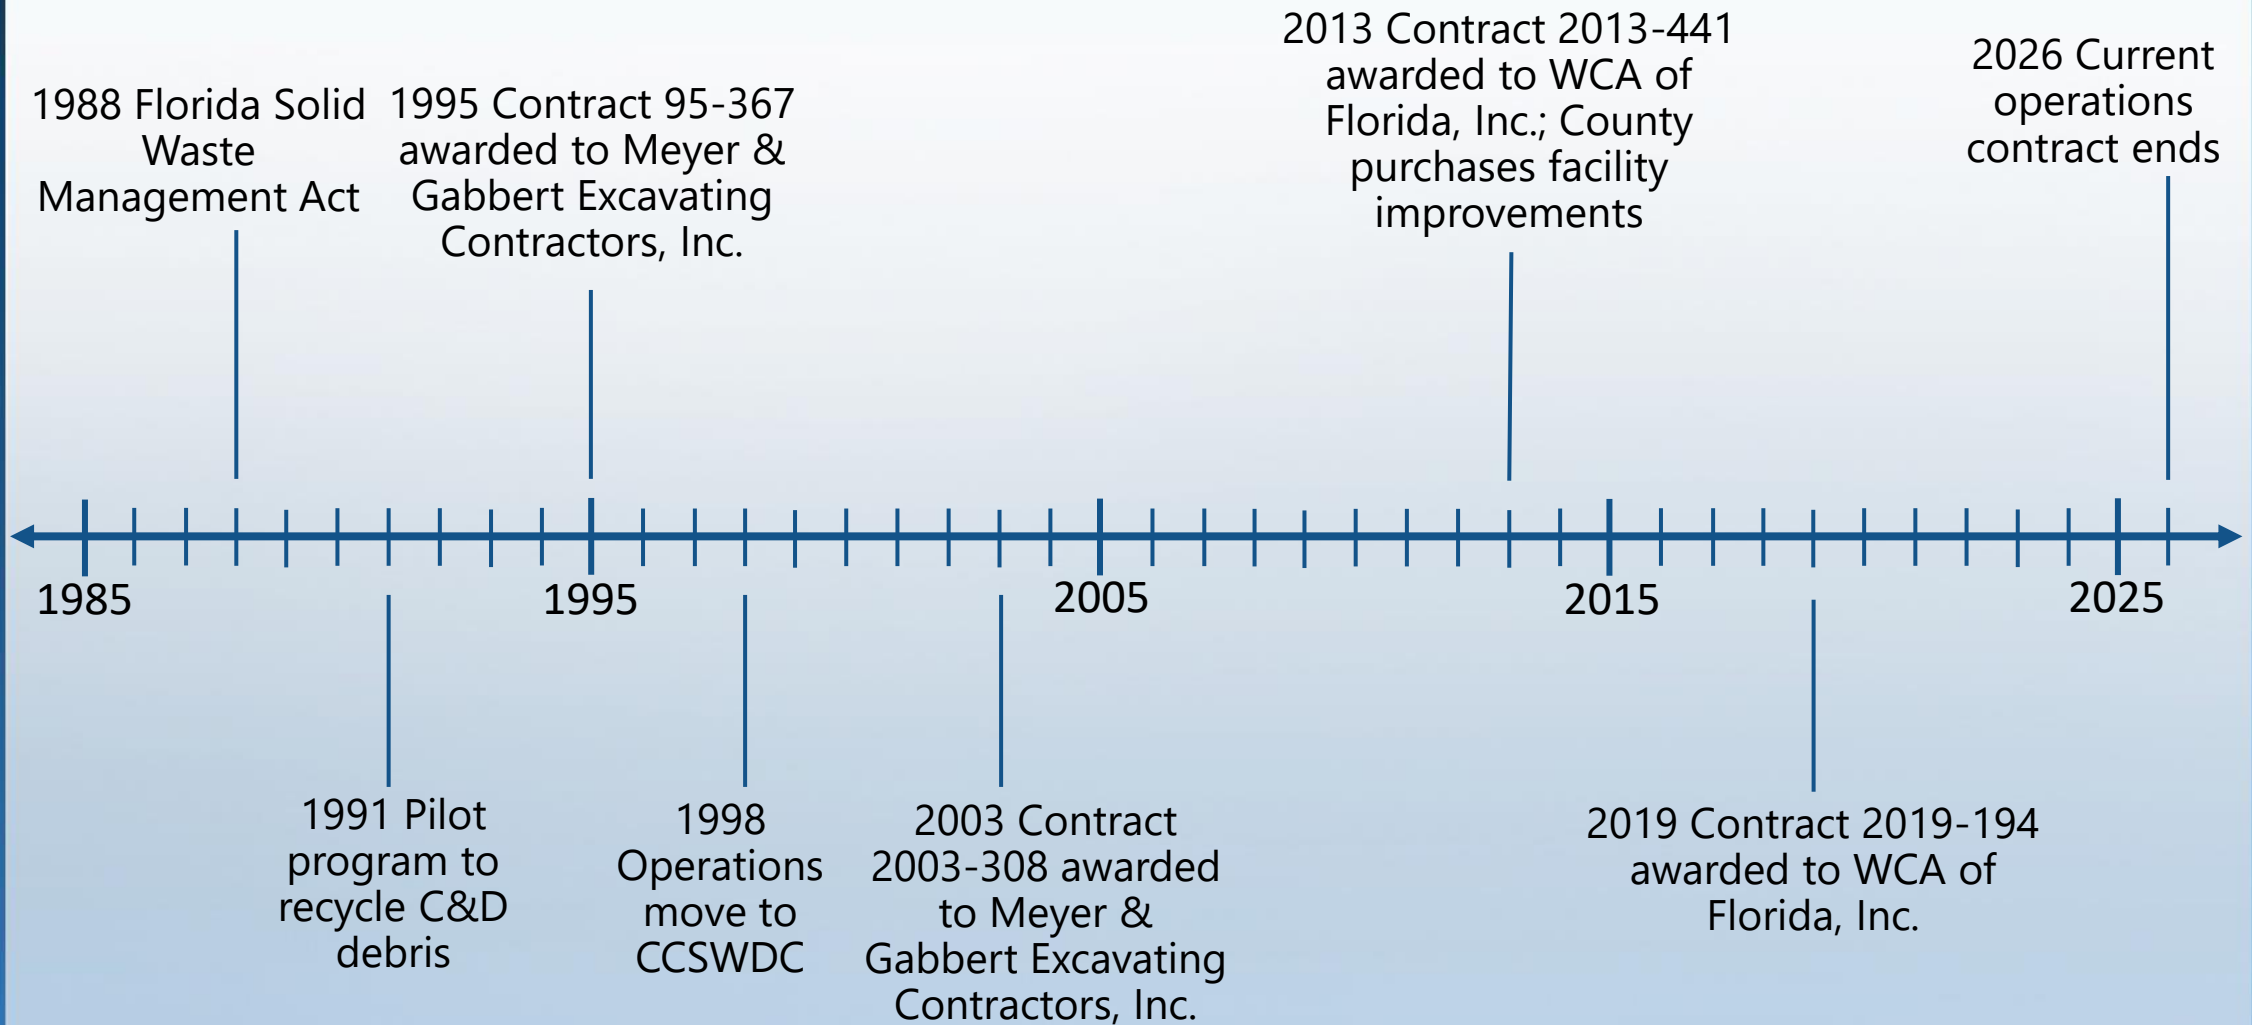 1988 Florida Solid
Waste
Management Act
1995 Contract 95-367
awarded to Meyer &
Gabbert Excavating
Contractors, Inc.
2013 Contract 2013-441
awarded to WCA of
Florida, Inc.; County
purchases facility
improvements
2026 Current
operations
contract ends
1985
1995
2005
2015
2025
1991 Pilot
program to
recycle C&D
debris
1998
Operations
move to
CCSWDC
2003 Contract
2003-308 awarded
to Meyer &
Gabbert Excavating
Contractors, Inc.
2019 Contract 2019-194
awarded to WCA of
Florida, Inc.